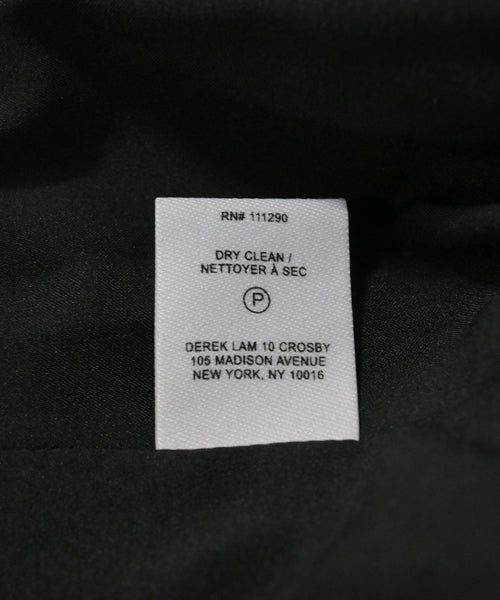 RN# 111290
DRY CLEAN /
NETTOYER À SEC
P
DEREK LAM 10 CROSBY
105 MADISON AVENUE
NEW YORK, NY 10016